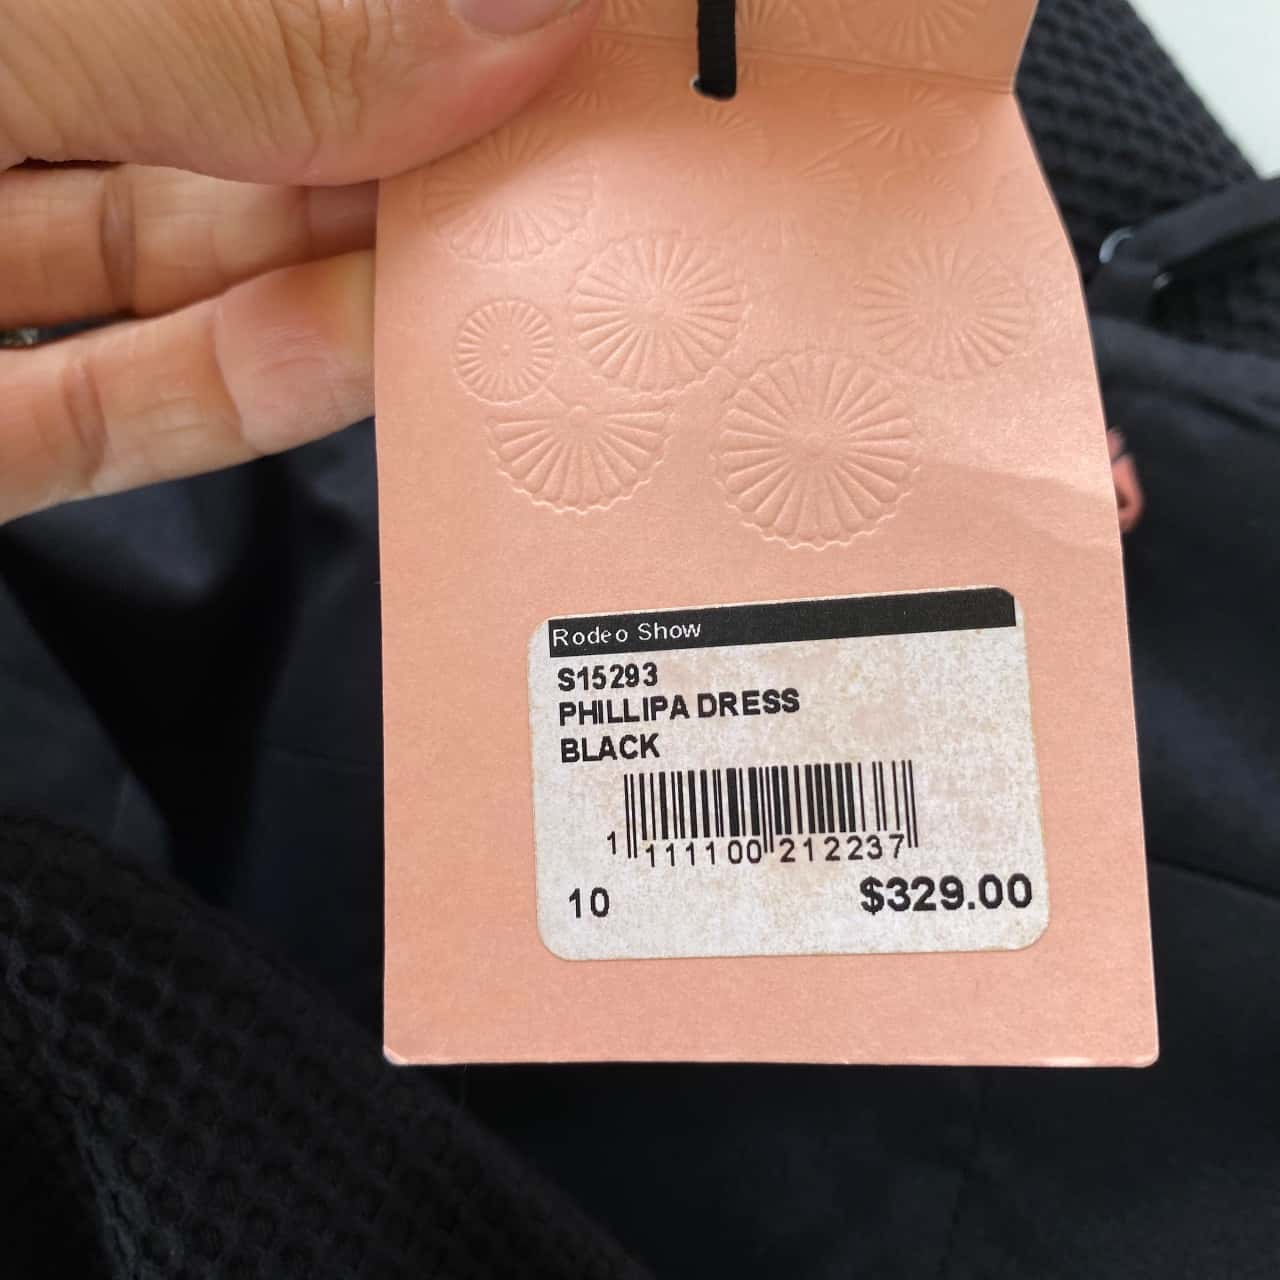 Rodeo Show
S15293
PHILLIPA DRESS
BLACK
1 111100 212237
10 $329.00